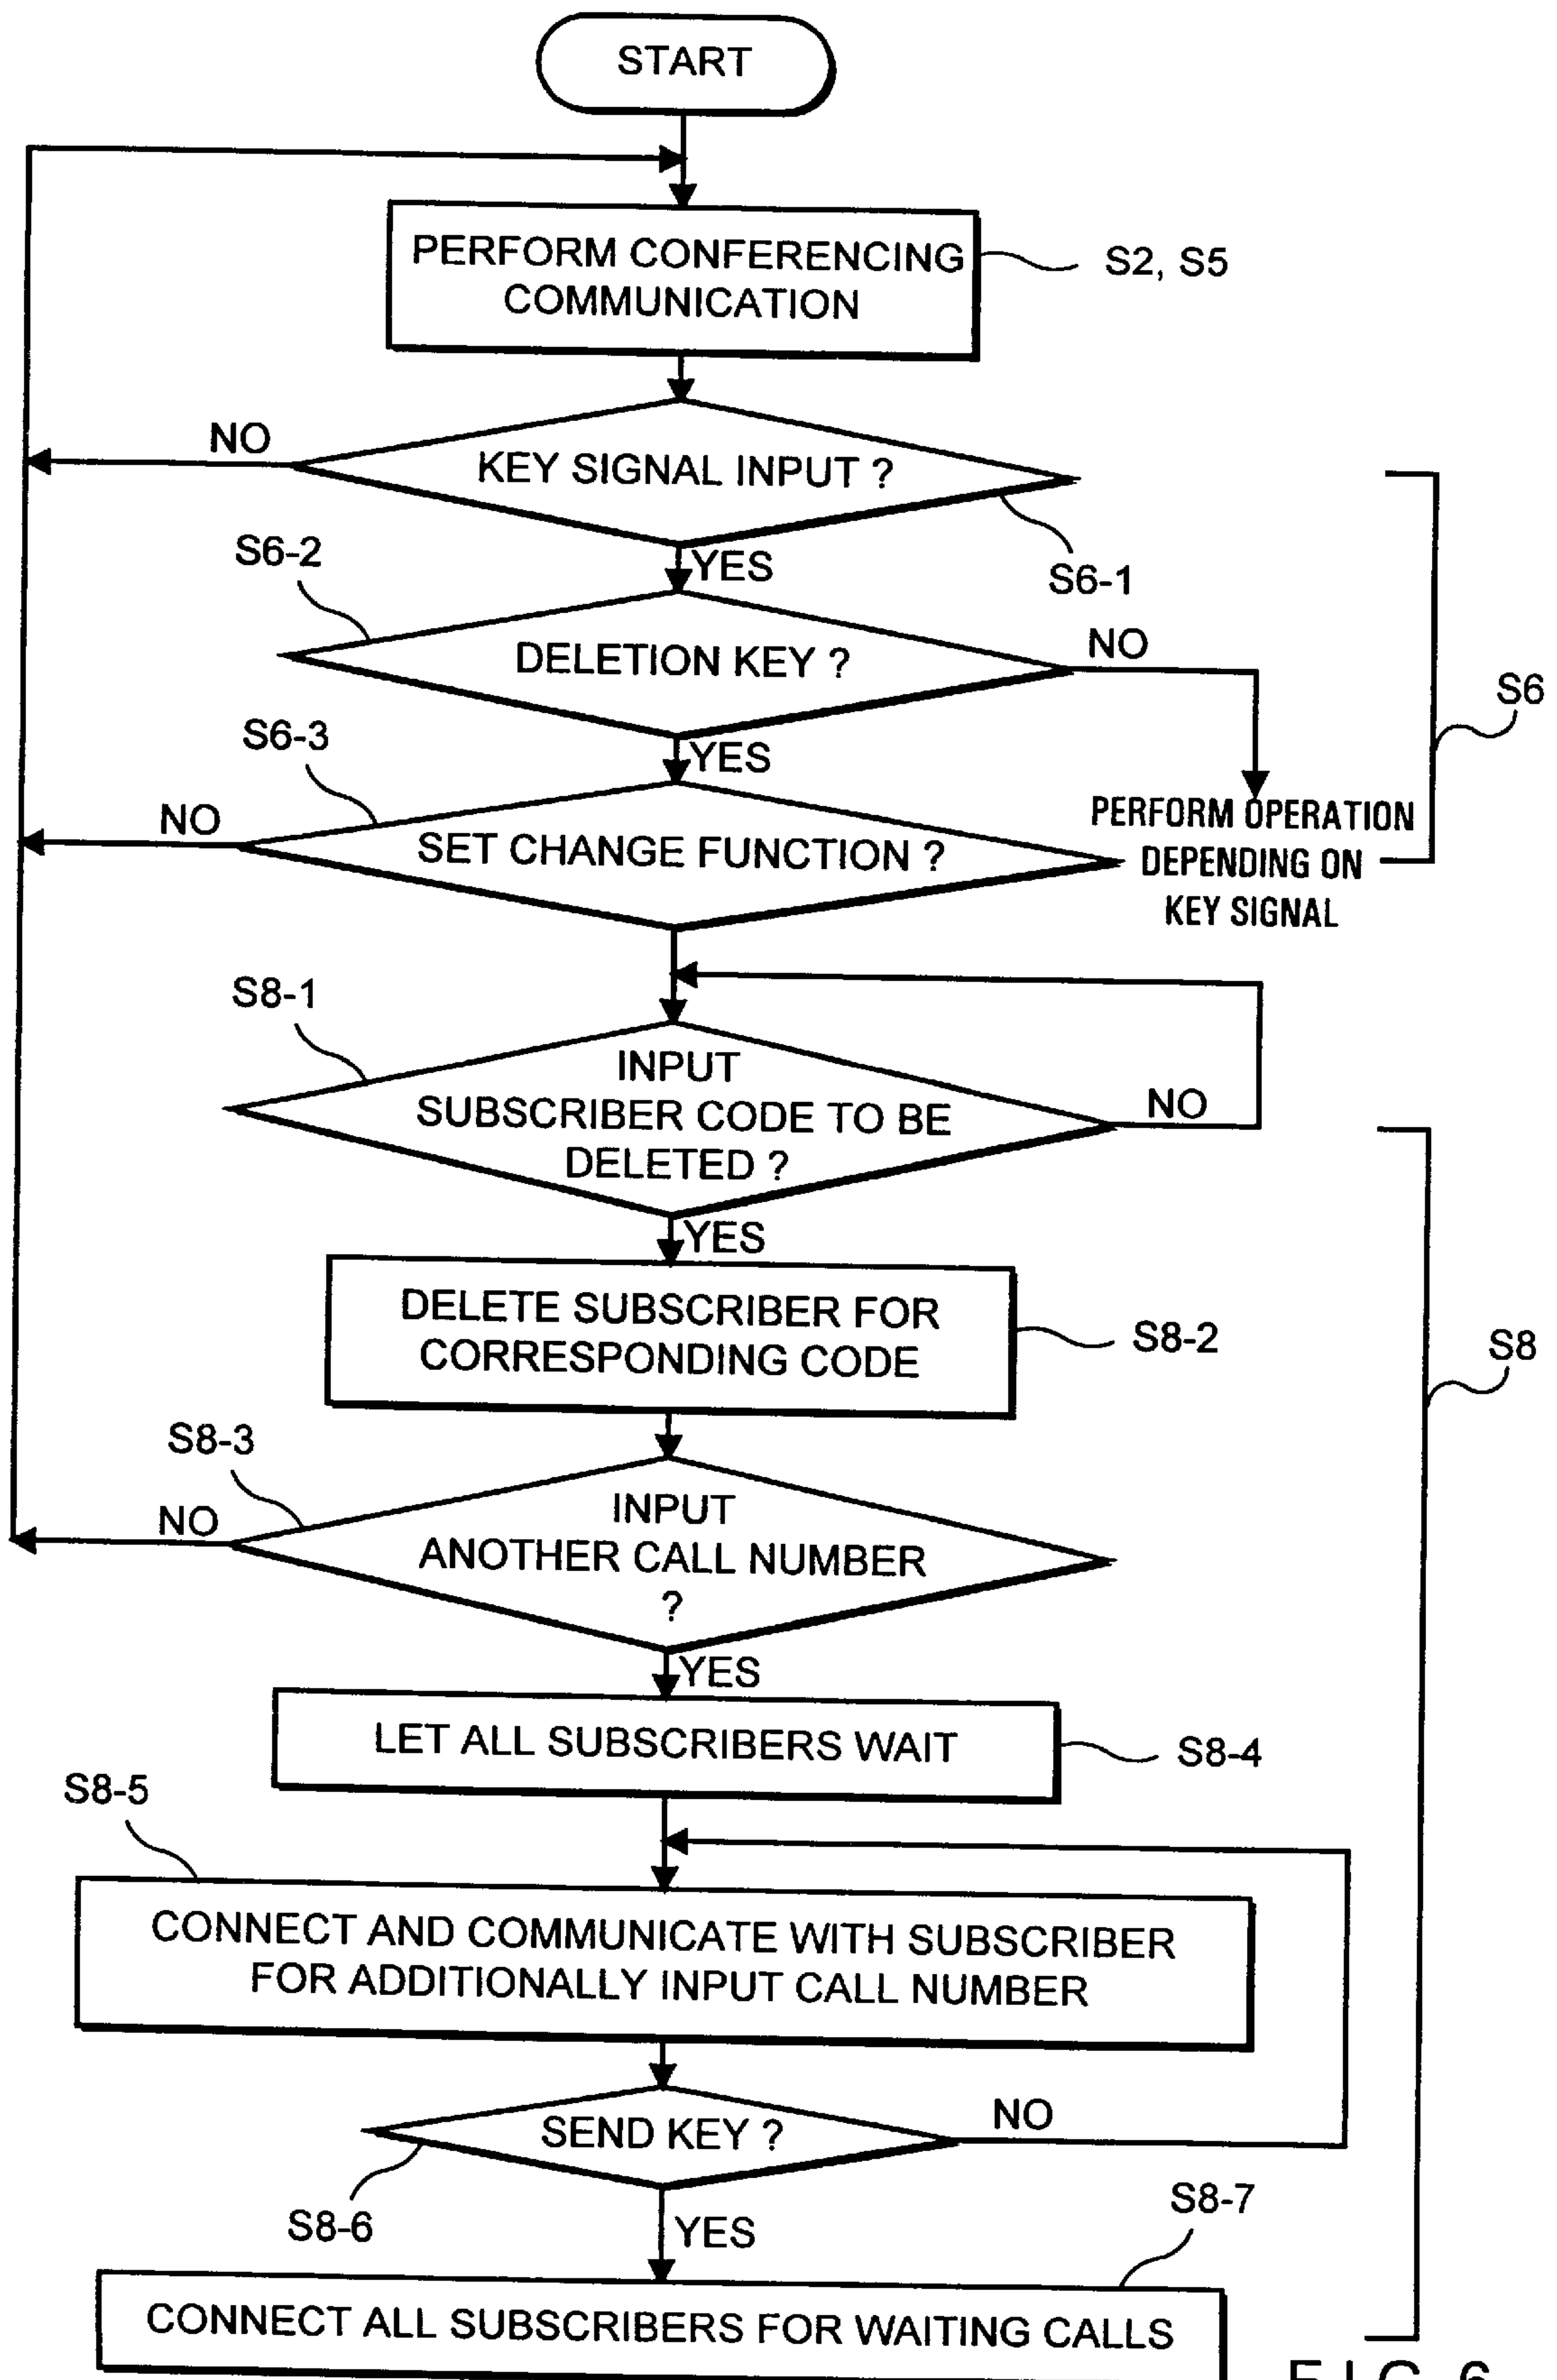 START
PERFORM CONFERENCING
COMMUNICATION
S2, S5
NO
KEY SIGNAL INPUT ?
S6-1
YES
S6-2
DELETION KEY ?
NO
S6
YES
S6-3
NO
SET CHANGE FUNCTION ?
PERFORM OPERATION
DEPENDING ON
KEY SIGNAL
S8-1
INPUT
SUBSCRIBER CODE TO BE
DELETED ?
NO
YES
DELETE SUBSCRIBER FOR
CORRESPONDING CODE
S8-2
S8
S8-3
NO
INPUT
ANOTHER CALL NUMBER
?
YES
LET ALL SUBSCRIBERS WAIT
S8-4
S8-5
CONNECT AND COMMUNICATE WITH SUBSCRIBER
FOR ADDITIONALLY INPUT CALL NUMBER
SEND KEY ?
NO
S8-6
YES
S8-7
CONNECT ALL SUBSCRIBERS FOR WAITING CALLS
FIG. 6